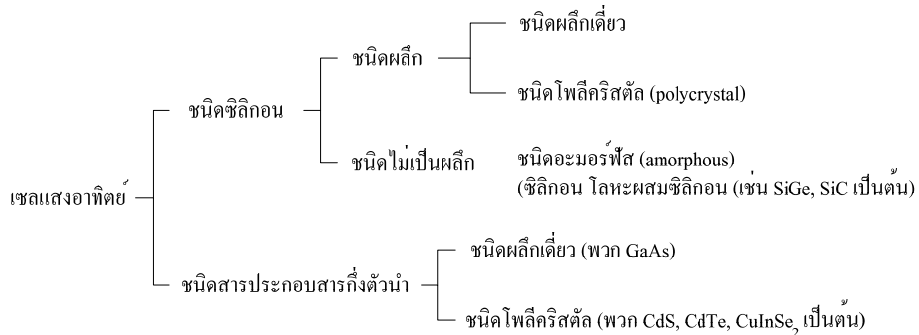 ชนิดผลึกเดี่ยว
ชนิดผลึก
ชนิดโพลีคริสตัล (polycrystal)
ชนิดซิลิกอน
ชนิดไม่เป็นผลึก
ชนิดอะมอร์ฟัส (amorphous)
(ซิลิกอน โลหะผสมซิลิกอน (เช่น SiGe, SiC เป็นต้น)
เซลแสงอาทิตย์
ชนิดผลึกเดี่ยว (พวก GaAs)
ชนิดสารประกอบสารกึ่งตัวนำ
ชนิดโพลีคริสตัล (พวก CdS, CdTe, CuInSe₂ เป็นต้น)